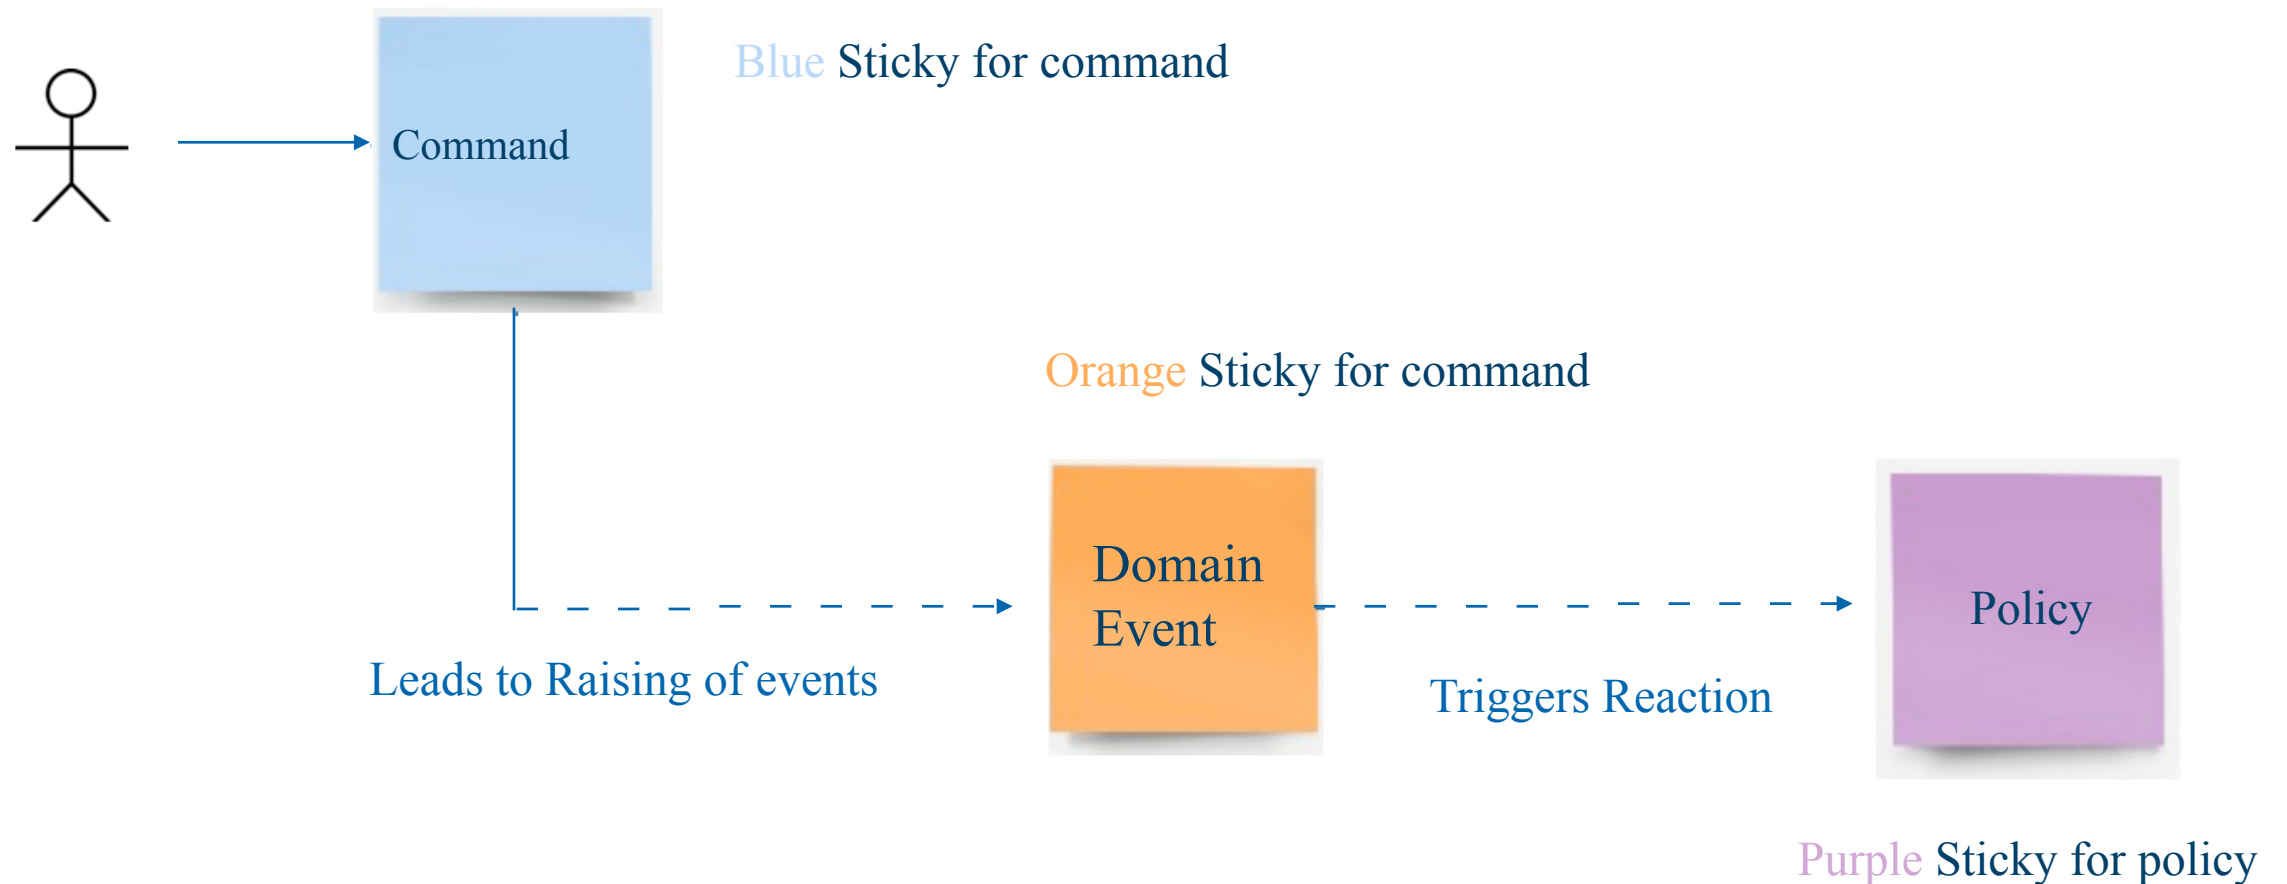 Blue Sticky for command
Command
Orange Sticky for command
Domain
Event
Policy
Leads to Raising of events
Triggers Reaction
Purple Sticky for policy